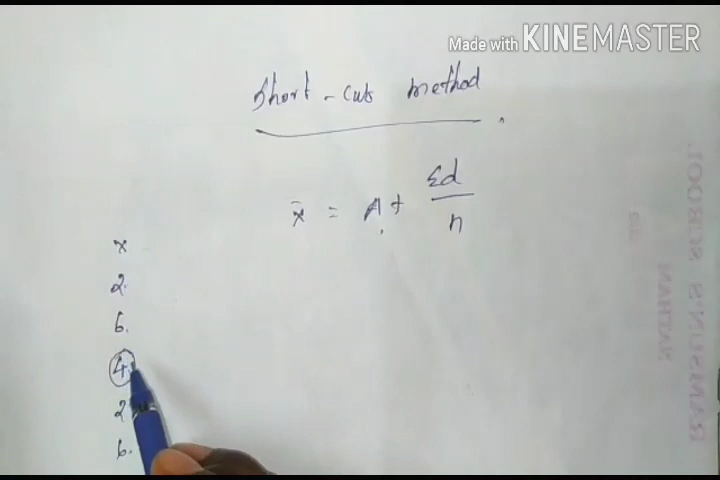 Made with KINEMASTER
Short-cut method
x̄ = A + Σd/n
x
2
6
4
2
6